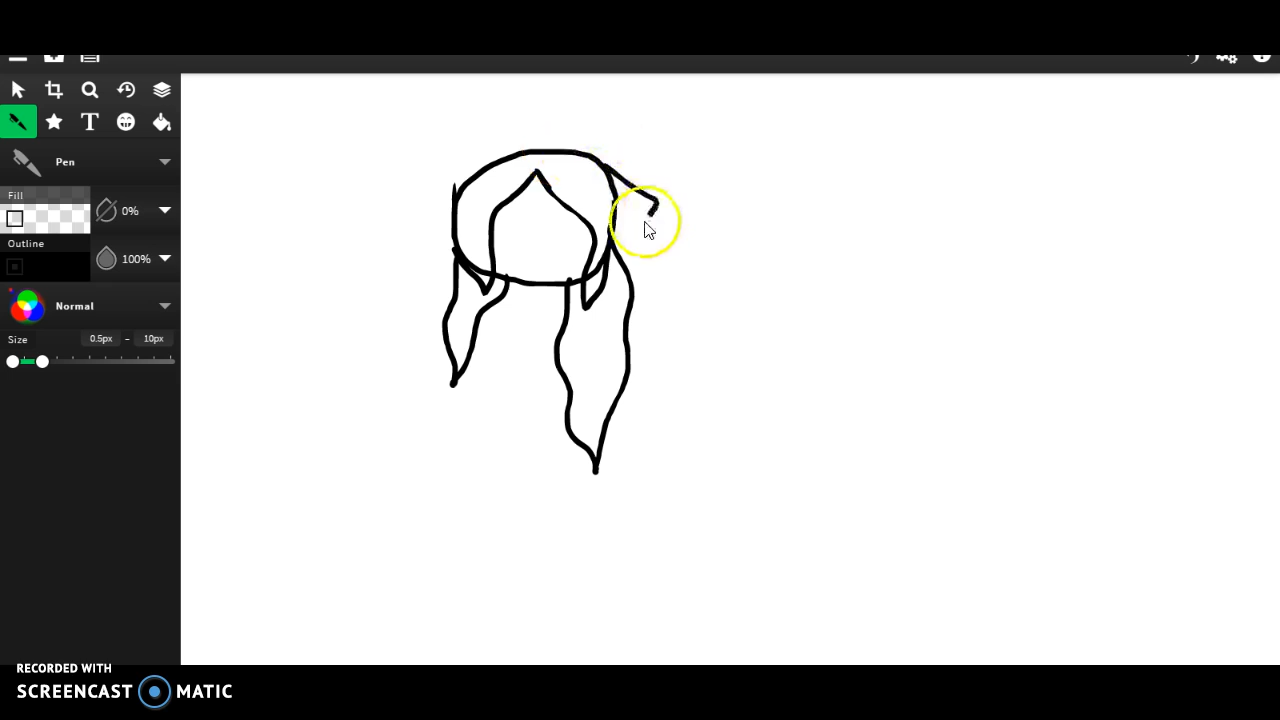 T
Pen
Fill
0%
Outline
100%
Normal
Size
0.5px - 10px
RECORDED WITH
SCREENCAST MATIC